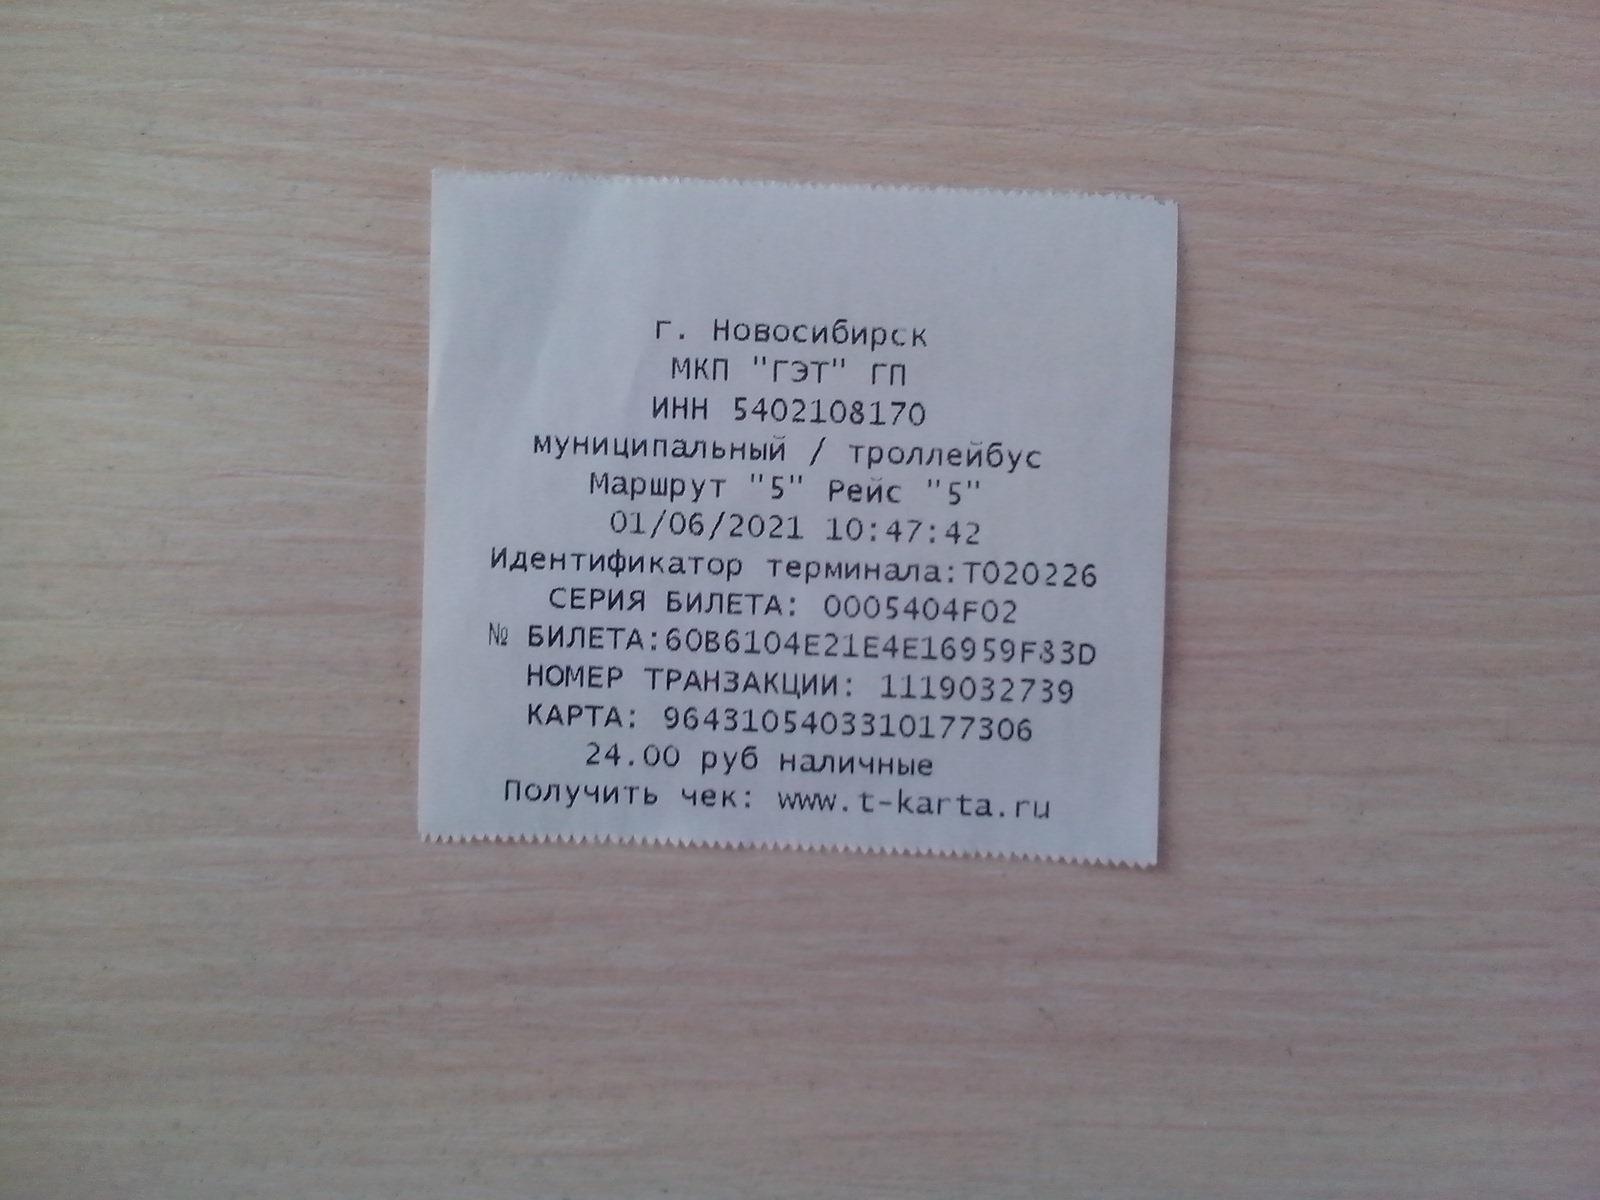 г. Новосибирск
МКП "ГЭТ" ГП
ИНН 5402108170
муниципальный / троллейбус
Маршрут "5" Рейс "5"
01/06/2021 10:47:42
Идентификатор терминала:T020226
СЕРИЯ БИЛЕТА: 0005404F02
№ БИЛЕТА:60B6104E21E4E16959F83D
НОМЕР ТРАНЗАКЦИИ: 1119032739
КАРТА: 9643105403310177306
24.00 руб наличные
Получить чек: www.t-karta.ru